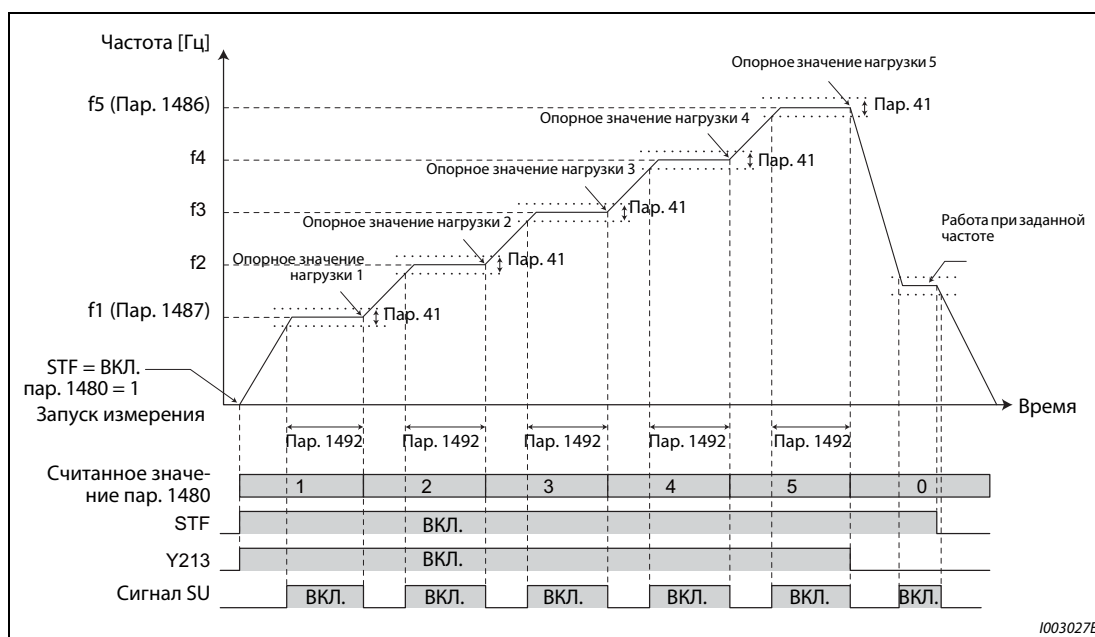 Частота [Гц]
Опорное значение нагрузки 5
f5 (Пар. 1486)
Пар. 41
Опорное значение нагрузки 4
f4
Пар. 41
Опорное значение нагрузки 3
f3
Пар. 41
Опорное значение нагрузки 2
Работа при заданной
частоте
f2
Пар. 41
Опорное значение
нагрузки 1
f1 (Пар. 1487)
Пар. 41
STF = ВКЛ.
пар. 1480 = 1
Запуск измерения
Время
Пар. 1492
Пар. 1492
Пар. 1492
Пар. 1492
Пар. 1492
Считанное значе-
ние пар. 1480
1
2
3
4
5
0
STF
ВКЛ.
Y213
ВКЛ.
Сигнал SU
ВКЛ.
ВКЛ.
ВКЛ.
ВКЛ.
ВКЛ.
ВКЛ.
I003027E